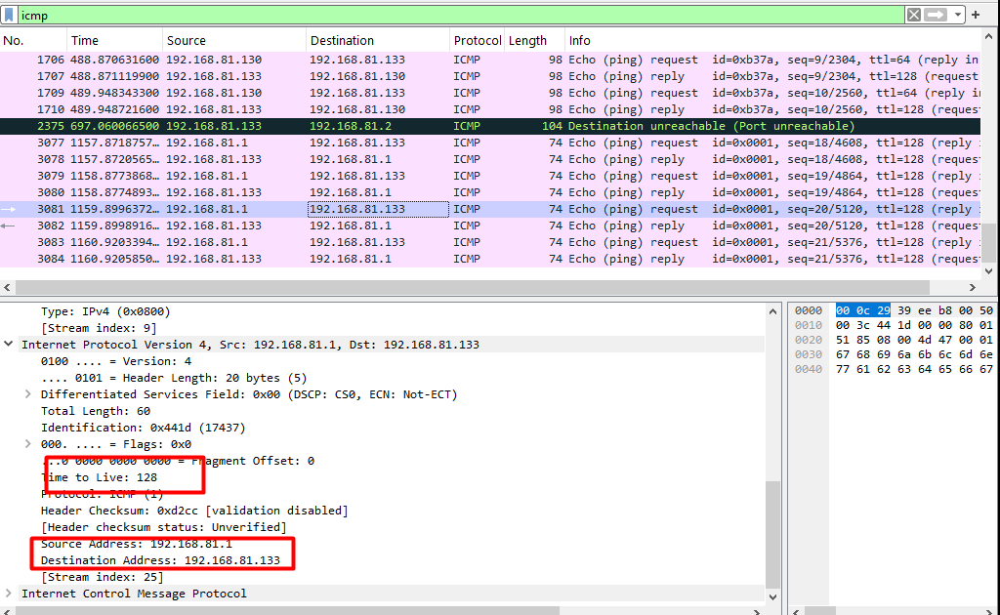 icmp
No. Time Source Destination Protocol Length Info
1706 488.870631600 192.168.81.130 192.168.81.133 ICMP 98 Echo (ping) request id=0xb37a, seq=9/2304, ttl=64 (reply in
1707 488.871119900 192.168.81.133 192.168.81.130 ICMP 98 Echo (ping) reply id=0xb37a, seq=9/2304, ttl=128 (request
1709 489.948343300 192.168.81.130 192.168.81.133 ICMP 98 Echo (ping) request id=0xb37a, seq=10/2560, ttl=64 (reply i
1710 489.948721600 192.168.81.133 192.168.81.130 ICMP 98 Echo (ping) reply id=0xb37a, seq=10/2560, ttl=128 (reques
2375 697.060066500 192.168.81.133 192.168.81.2 ICMP 104 Destination unreachable (Port unreachable)
3077 1157.8718757… 192.168.81.1 192.168.81.133 ICMP 74 Echo (ping) request id=0x0001, seq=18/4608, ttl=128 (reply
3078 1157.8720565… 192.168.81.133 192.168.81.1 ICMP 74 Echo (ping) reply id=0x0001, seq=18/4608, ttl=128 (reques
3079 1158.8773868… 192.168.81.1 192.168.81.133 ICMP 74 Echo (ping) request id=0x0001, seq=19/4864, ttl=128 (reply
3080 1158.8774893… 192.168.81.133 192.168.81.1 ICMP 74 Echo (ping) reply id=0x0001, seq=19/4864, ttl=128 (reques
3081 1159.8996372… 192.168.81.1 192.168.81.133 ICMP 74 Echo (ping) request id=0x0001, seq=20/5120, ttl=128 (reply
3082 1159.8998916… 192.168.81.133 192.168.81.1 ICMP 74 Echo (ping) reply id=0x0001, seq=20/5120, ttl=128 (reques
3083 1160.9203394… 192.168.81.1 192.168.81.133 ICMP 74 Echo (ping) request id=0x0001, seq=21/5376, ttl=128 (reply
3084 1160.9205850… 192.168.81.133 192.168.81.1 ICMP 74 Echo (ping) reply id=0x0001, seq=21/5376, ttl=128 (reques
Type: IPv4 (0x0800)
[Stream index: 9]
Internet Protocol Version 4, Src: 192.168.81.1, Dst: 192.168.81.133
0100 .... = Version: 4
.... 0101 = Header Length: 20 bytes (5)
Differentiated Services Field: 0x00 (DSCP: CS0, ECN: Not-ECT)
Total Length: 60
Identification: 0x441d (17437)
000. .... = Flags: 0x0
...0 0000 0000 0000 = Fragment Offset: 0
Time to Live: 128
Protocol: ICMP (1)
Header Checksum: 0xd2cc [validation disabled]
[Header checksum status: Unverified]
Source Address: 192.168.81.1
Destination Address: 192.168.81.133
[Stream index: 25]
Internet Control Message Protocol
0000 00 0c 29 39 ee b8 00 50
0010 00 3c 44 1d 00 00 80 01
0020 51 85 08 00 4d 47 00 01
0030 67 68 69 6a 6b 6c 6d 6e
0040 77 61 62 63 64 65 66 67